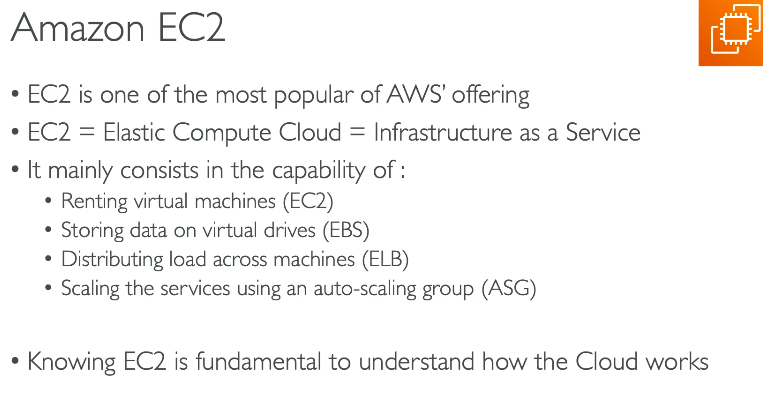 Amazon EC2
• EC2 is one of the most popular of AWS' offering
• EC2 = Elastic Compute Cloud = Infrastructure as a Service
• It mainly consists in the capability of :
• Renting virtual machines (EC2)
• Storing data on virtual drives (EBS)
• Distributing load across machines (ELB)
• Scaling the services using an auto-scaling group (ASG)
• Knowing EC2 is fundamental to understand how the Cloud works